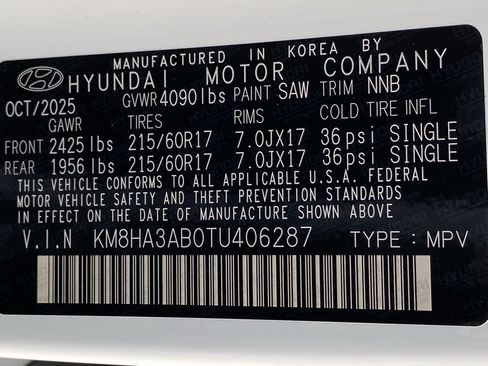 MANUFACTURED IN KOREA BY
HYUNDAI MOTOR COMPANY
OCT/2025 GVWR 4090lbs PAINT SAW TRIM NNB
GAWR TIRES RIMS COLD TIRE INFL
FRONT 2425 lbs 215/60R17 7.0JX17 36psi SINGLE
REAR 1956 lbs 215/60R17 7.0JX17 36psi SINGLE
THIS VEHICLE CONFORMS TO ALL APPLICABLE U.S.A. FEDERAL
MOTOR VEHICLE SAFETY AND THEFT PREVENTION STANDARDS
IN EFFECT ON THE DATE OF MANUFACTURE SHOWN ABOVE
V.I.N KM8HA3AB0TU406287 TYPE : MPV